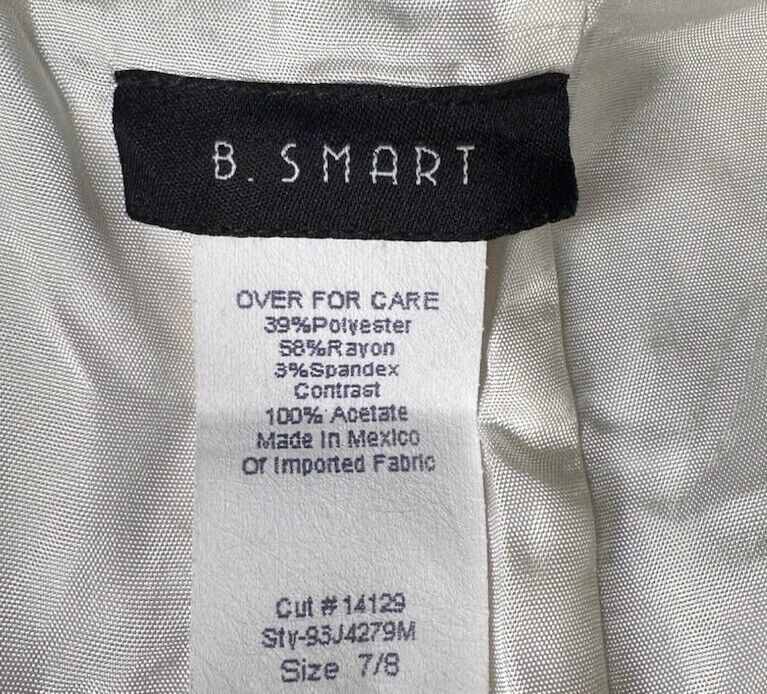 B. SMART
OVER FOR CARE
39%Polyester
58%Rayon
3%Spandex
Contrast
100% Acetate
Made In Mexico
Of Imported Fabric
Cut # 14129
Sty-93J4279M
Size 7/8